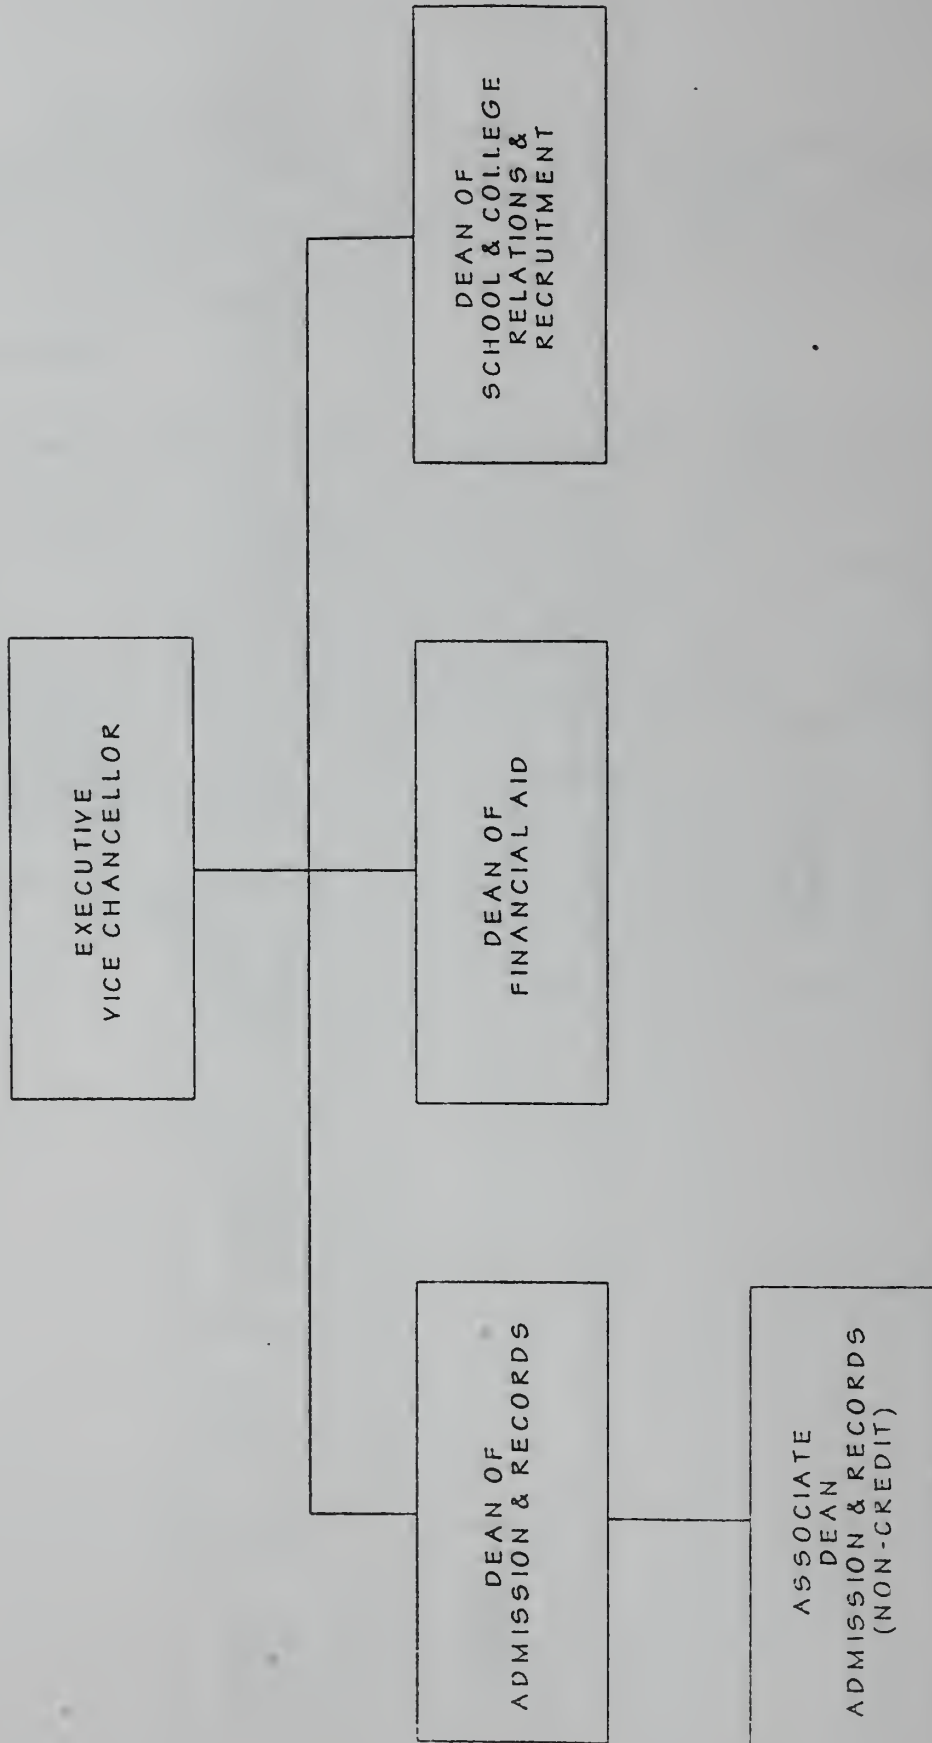 EXECUTIVE
VICE CHANCELLOR
DEAN OF
ADMISSION & RECORDS
DEAN OF
FINANCIAL AID
DEAN OF
SCHOOL & COLLEGE
RELATIONS &
RECRUITMENT
ASSOCIATE
DEAN
ADMISSION & RECORDS
(NON-CREDIT)